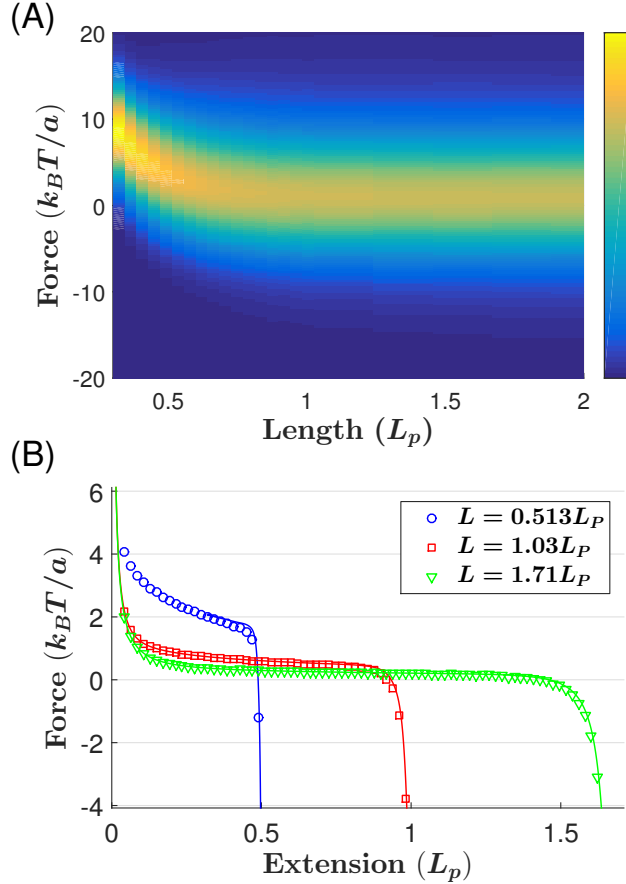 (A)
20
10
0
-10
-20
Force (k_BT/a)
0.5
1
1.5
2
Length (L_p)
(B)
6
4
2
0
-2
-4
Force (k_BT/a)
L = 0.513L_P
L = 1.03L_P
L = 1.71L_P
0
0.5
1
1.5
Extension (L_p)